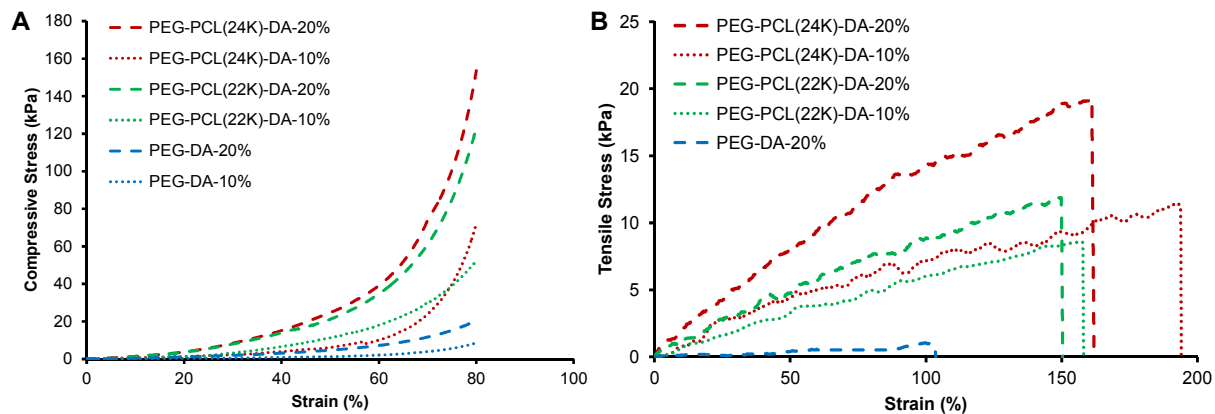 A
Compressive Stress (kPa)
180
160
140
120
100
80
60
40
20
0
PEG-PCL(24K)-DA-20%
PEG-PCL(24K)-DA-10%
PEG-PCL(22K)-DA-20%
PEG-PCL(22K)-DA-10%
PEG-DA-20%
PEG-DA-10%
0 20 40 60 80 100
Strain (%)
B
Tensile Stress (kPa)
25
20
15
10
5
0
PEG-PCL(24K)-DA-20%
PEG-PCL(24K)-DA-10%
PEG-PCL(22K)-DA-20%
PEG-PCL(22K)-DA-10%
PEG-DA-20%
0 50 100 150 200
Strain (%)